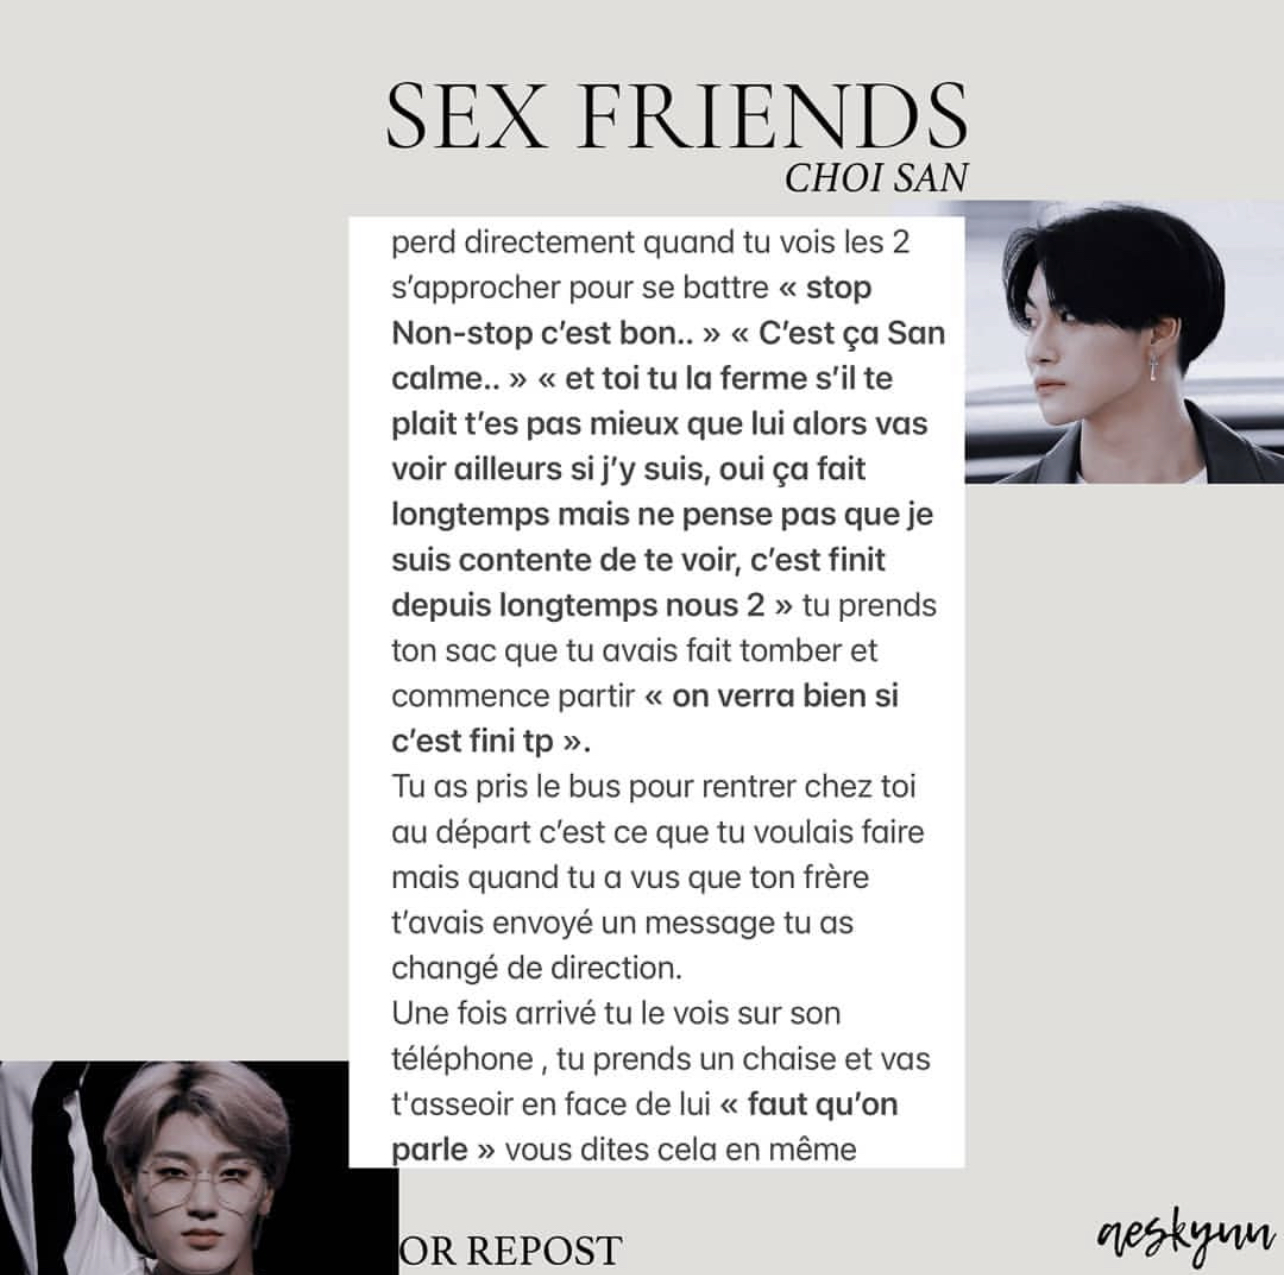 SEX FRIENDS
CHOI SAN
perd directement quand tu vois les 2
s’approcher pour se battre « stop
Non-stop c’est bon.. » « C’est ça San
calme.. » « et toi tu la ferme s’il te
plait t’es pas mieux que lui alors vas
voir ailleurs si j’y suis, oui ça fait
longtemps mais ne pense pas que je
suis contente de te voir, c’est finit
depuis longtemps nous 2 » tu prends
ton sac que tu avais fait tomber et
commence partir « on verra bien si
c’est fini tp ».
Tu as pris le bus pour rentrer chez toi
au départ c’est ce que tu voulais faire
mais quand tu a vus que ton frère
t’avais envoyé un message tu as
changé de direction.
Une fois arrivé tu le vois sur son
téléphone , tu prends un chaise et vas
t'asseoir en face de lui « faut qu’on
parle » vous dites cela en même
OR REPOST
aeskynn